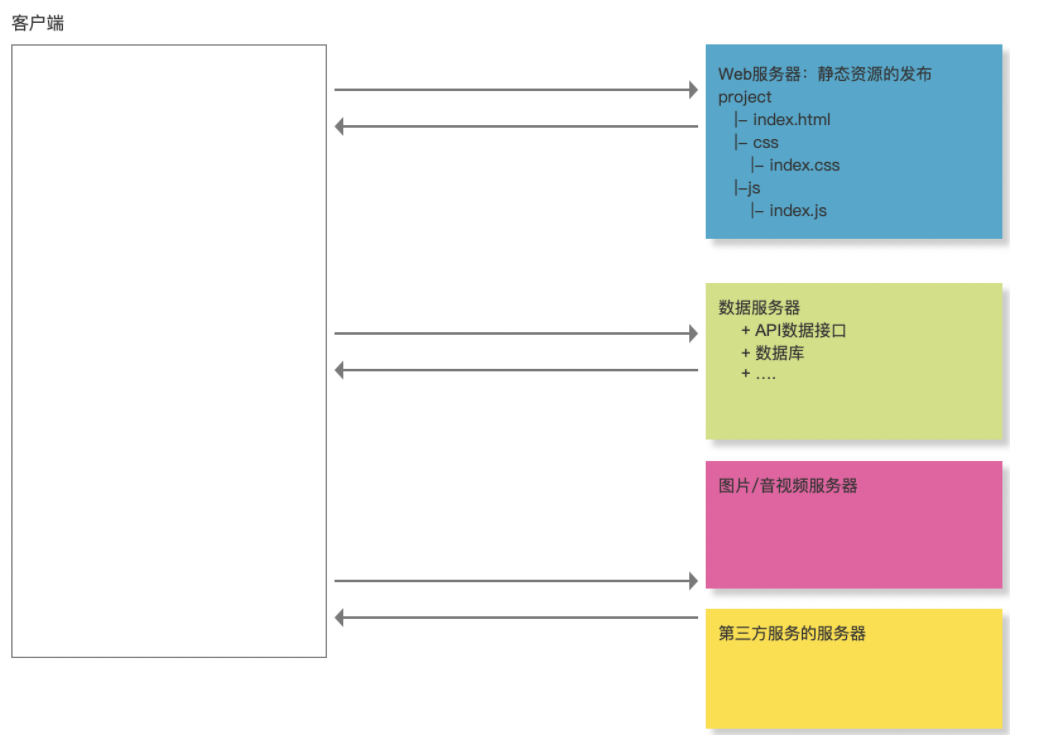 客户端
Web服务器：静态资源的发布
project
|– index.html
|– css
|– index.css
|–js
|– index.js
数据服务器
+ API数据接口
+ 数据库
+ ....
图片/音视频服务器
第三方服务的服务器